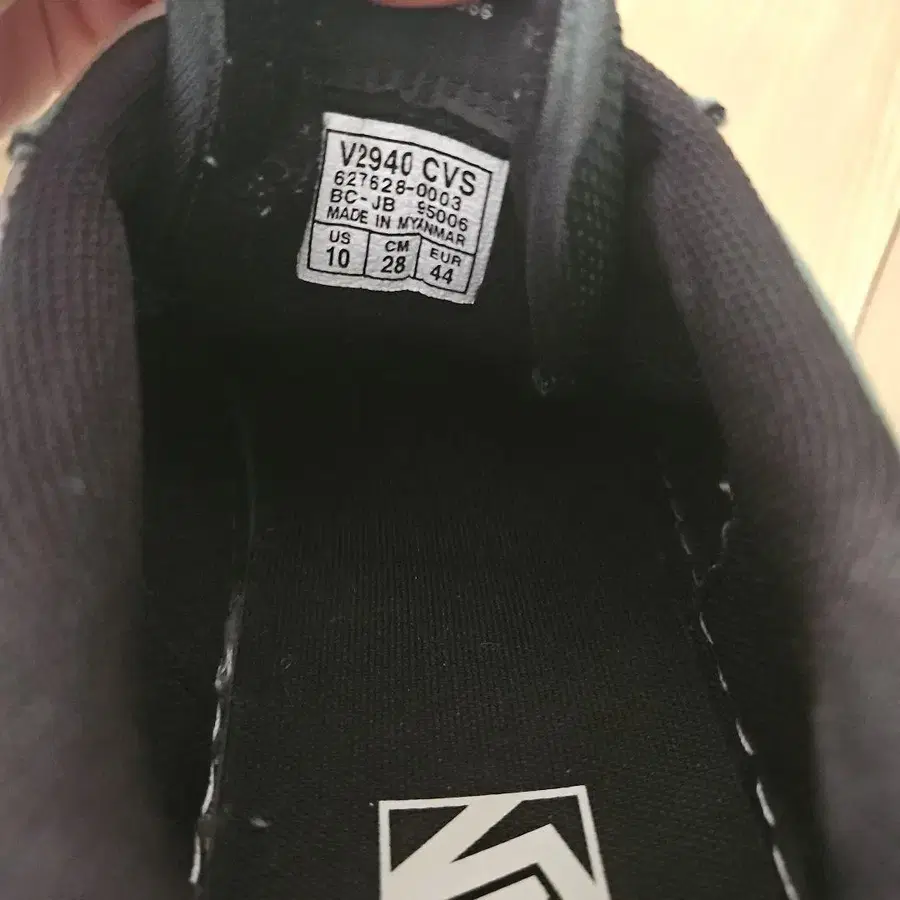 V2940 CVS
627628-0003
BC-JB 95006
MADE IN MYANMAR
US CM EUR
10 28 44